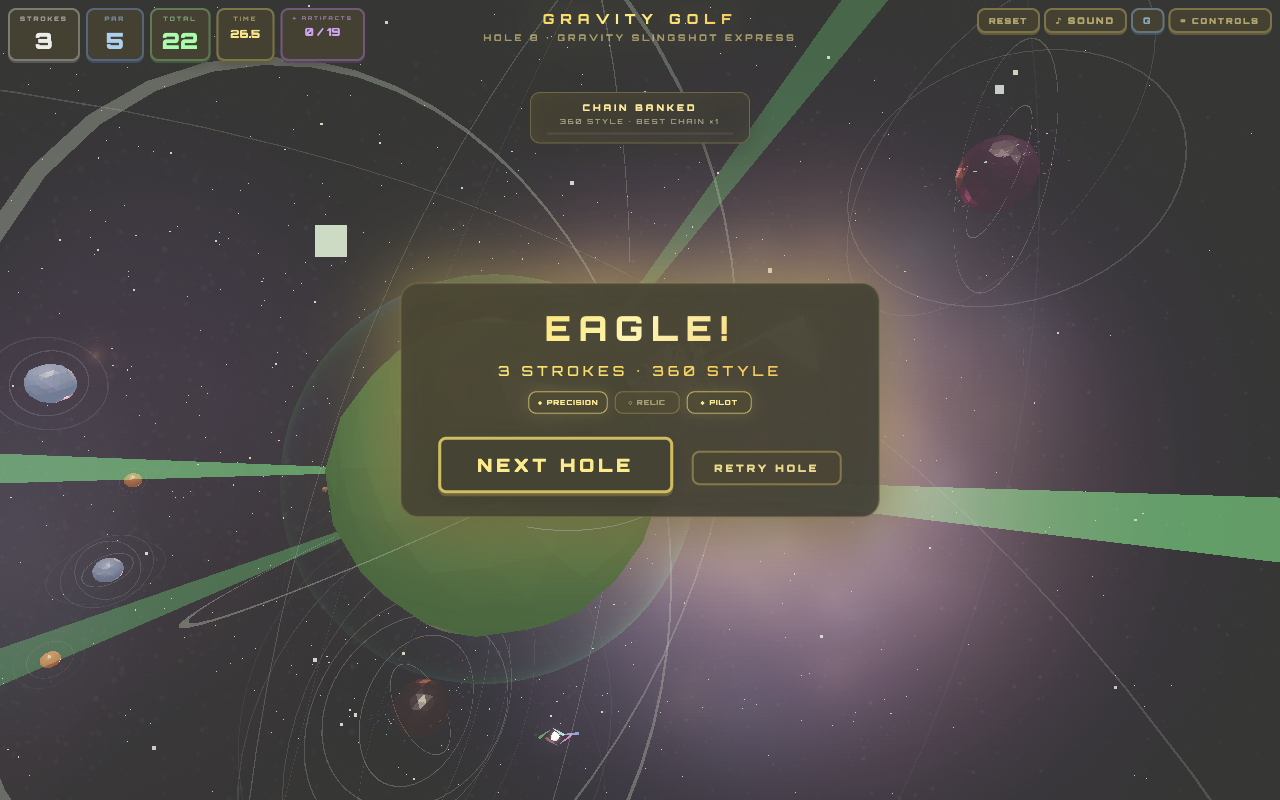 STROKES
3
PAR
5
TOTAL
22
TIME
26.5
ARTIFACTS
0 / 19
GRAVITY GOLF
HOLE 8 · GRAVITY SLINGSHOT EXPRESS
RESET
♪ SOUND
G
≡ CONTROLS
CHAIN BANKED
360 STYLE · BEST CHAIN ×1
EAGLE!
3 STROKES · 360 STYLE
◆ PRECISION
◇ RELIC
◆ PILOT
NEXT HOLE
RETRY HOLE